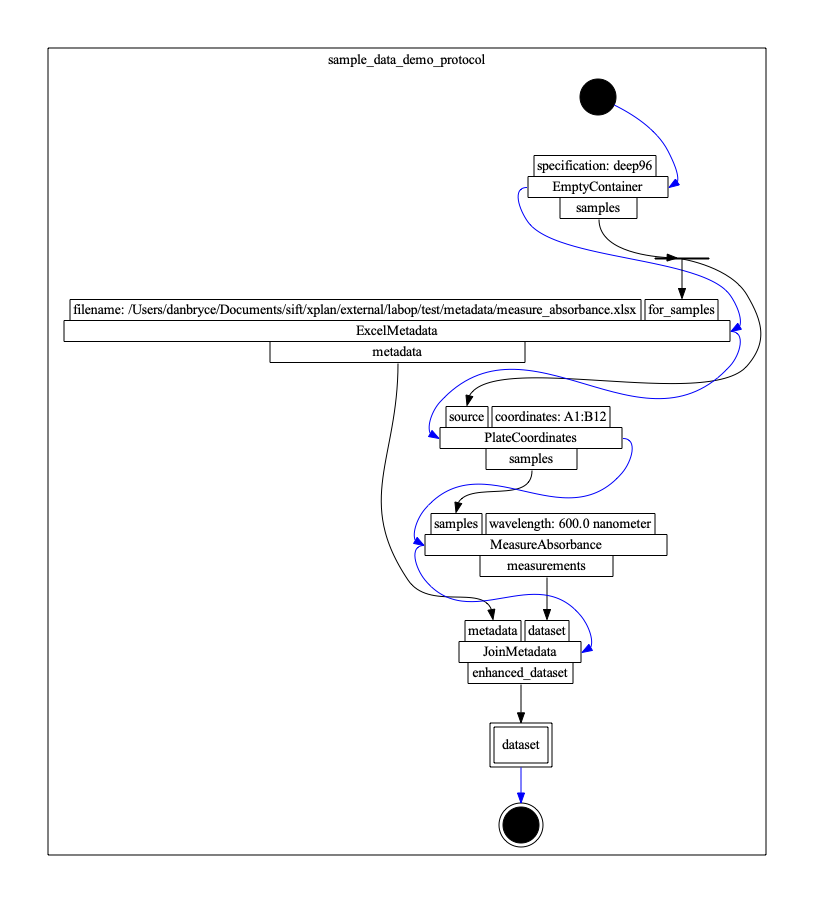 sample_data_demo_protocol
specification: deep96
EmptyContainer
samples
filename: /Users/danbryce/Documents/sift/xplan/external/labop/test/metadata/measure_absorbance.xlsx for_samples
ExcelMetadata
metadata
source coordinates: A1:B12
PlateCoordinates
samples
samples wavelength: 600.0 nanometer
MeasureAbsorbance
measurements
metadata dataset
JoinMetadata
enhanced_dataset
dataset